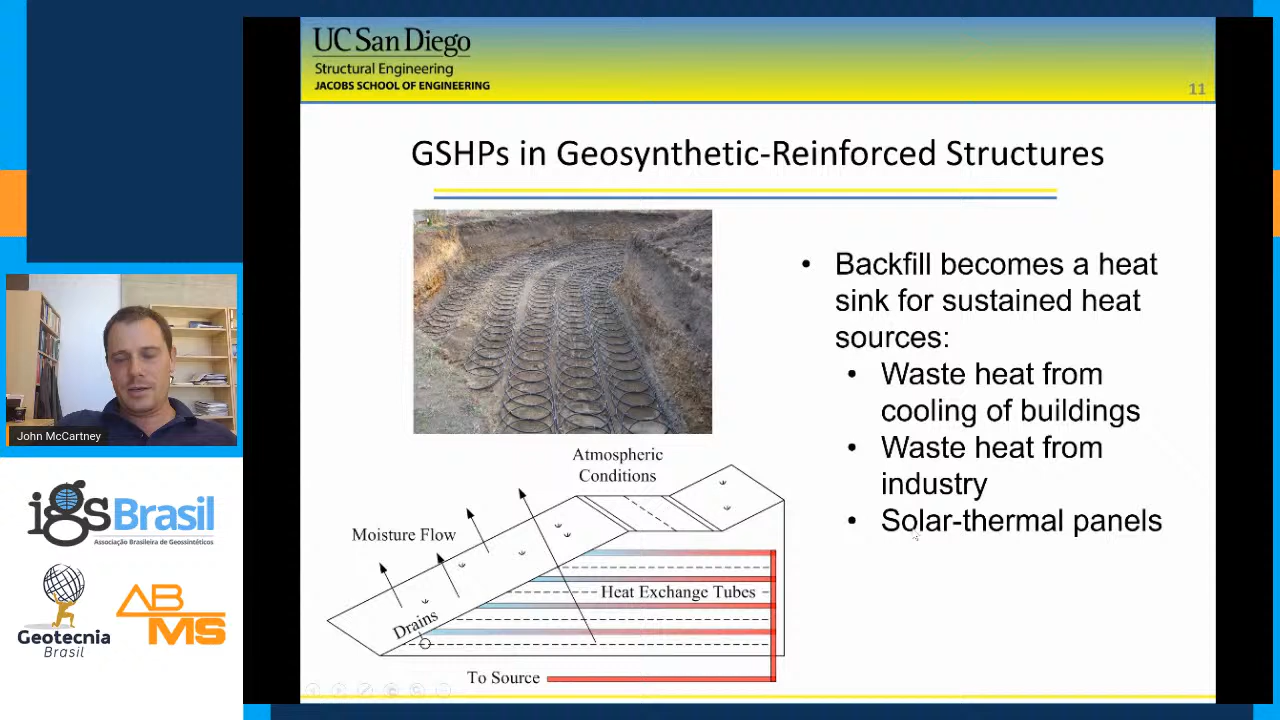 UC San Diego
Structural Engineering
JACOBS SCHOOL OF ENGINEERING
11
GSHPs in Geosynthetic-Reinforced Structures
• Backfill becomes a heat
sink for sustained heat
sources:
• Waste heat from
cooling of buildings
• Waste heat from
industry
• Solar-thermal panels
Atmospheric
Conditions
Moisture Flow
Heat Exchange Tubes
Drains
To Source
John McCartney
igsBrasil
Associação Brasileira de Geossintéticos
Geotecnia
Brasil
ABMS